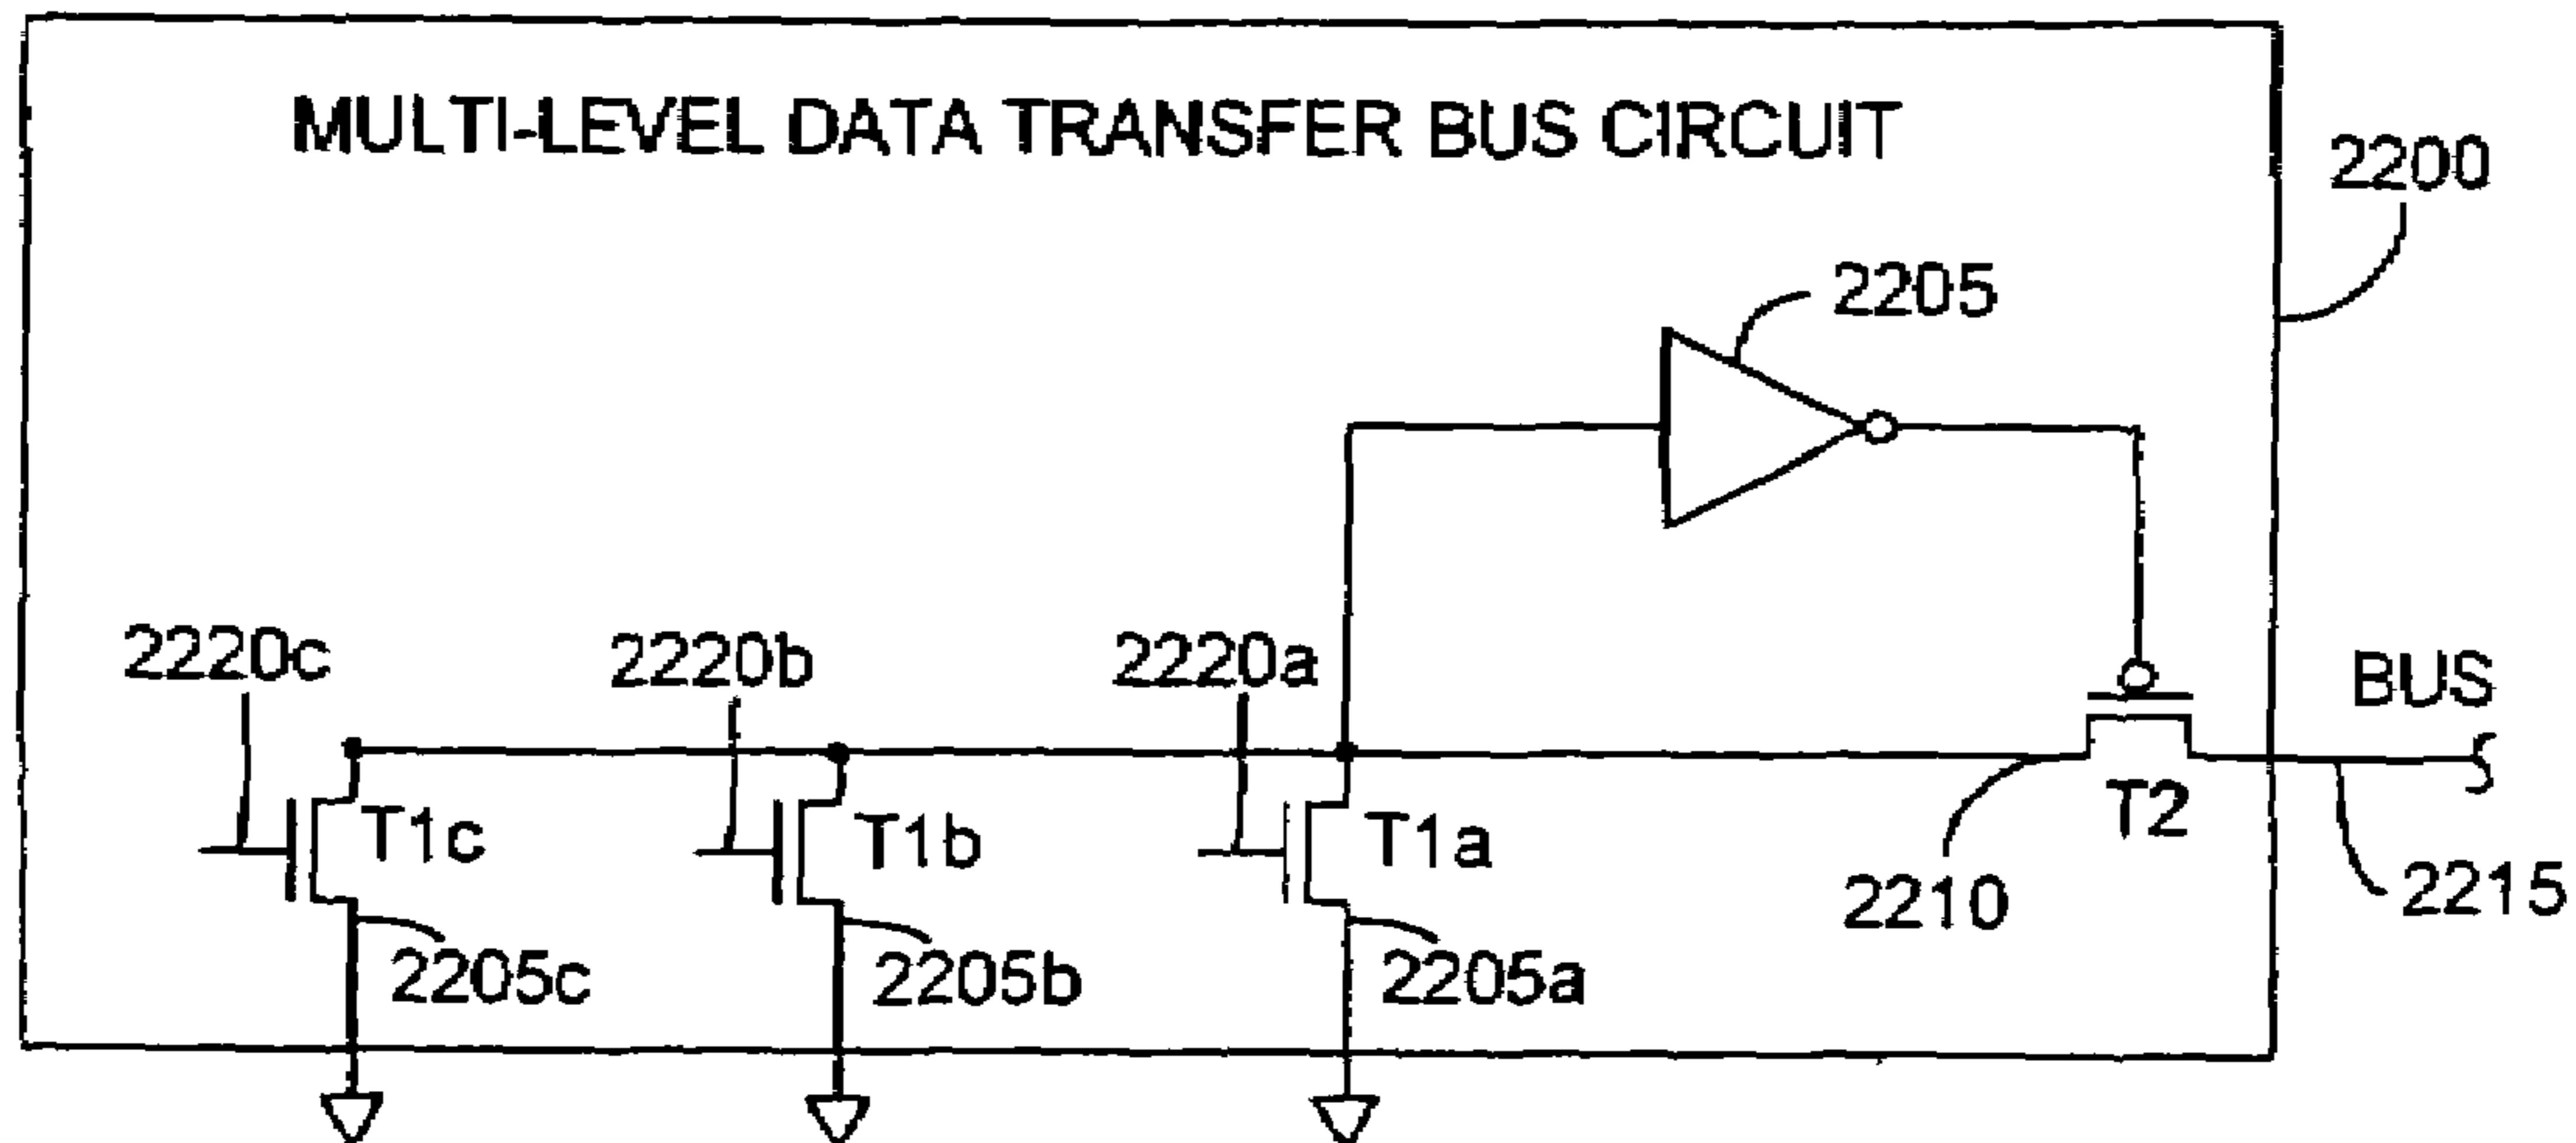 MULTI-LEVEL DATA TRANSFER BUS CIRCUIT
2200
2205
2220c
2220b
2220a
BUS
T1c
T1b
T1a
T2
2210
2215
2205c
2205b
2205a